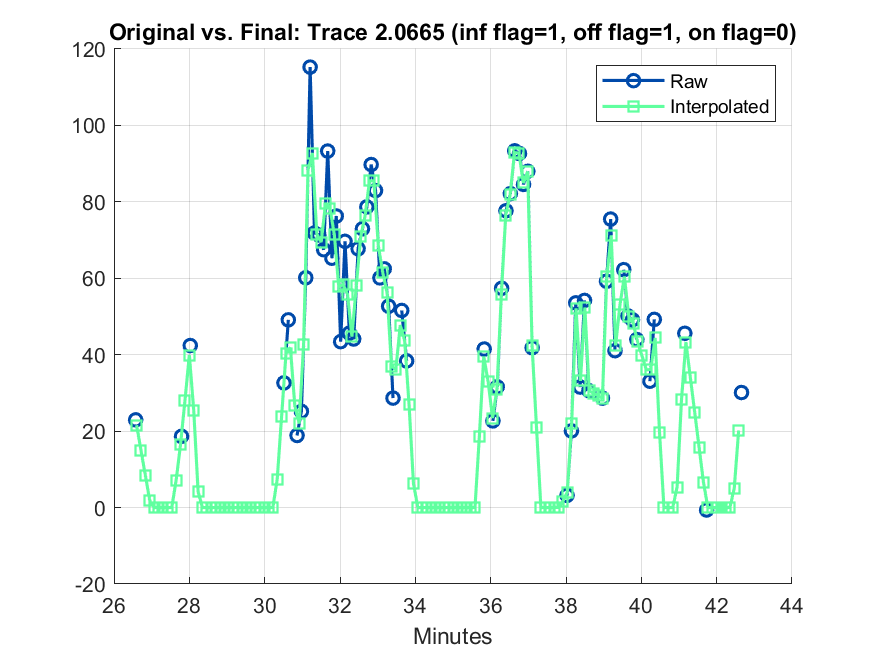 Original vs. Final: Trace 2.0665 (inf flag=1, off flag=1, on flag=0)
120
100
80
60
40
20
0
-20
Raw
Interpolated
26 28 30 32 34 36 38 40 42 44
Minutes